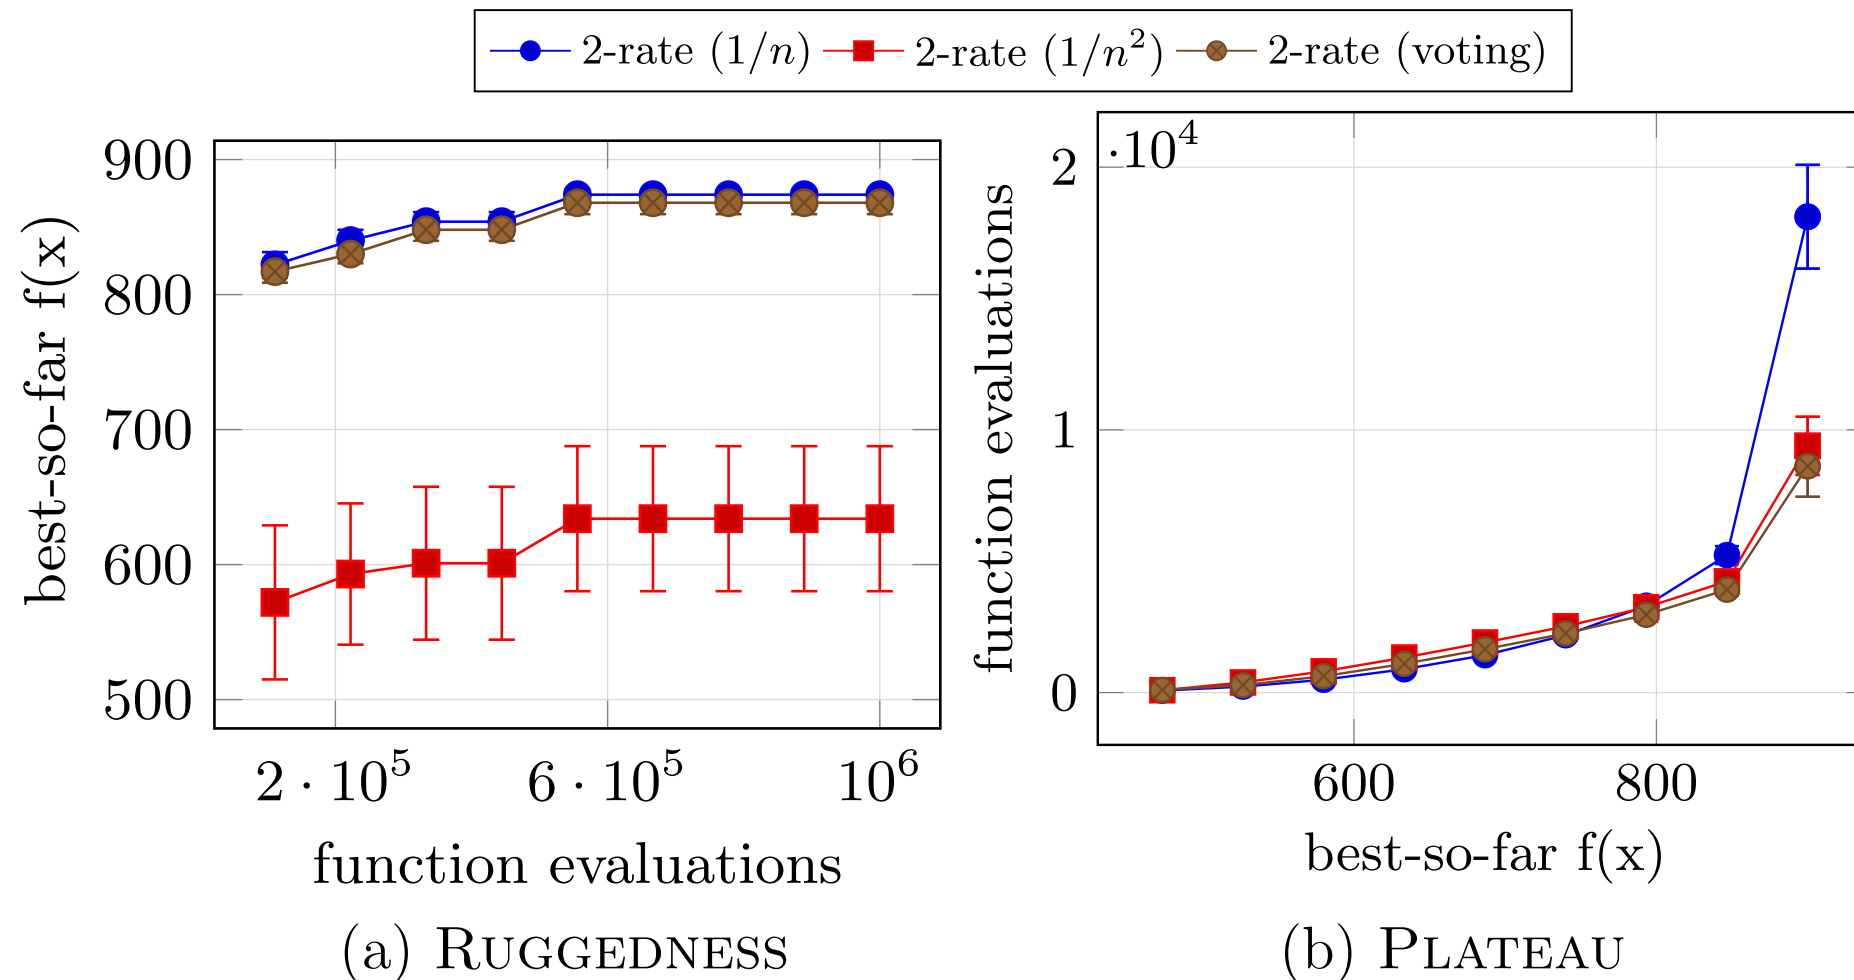 2-rate (1/n) 2-rate (1/n²) 2-rate (voting)
best-so-far f(x)
900
800
700
600
500
2 · 10⁵ 6 · 10⁵ 10⁶
function evaluations
(a) RUGGEDNESS
function evaluations
·10⁴
2
1
0
600 800
best-so-far f(x)
(b) PLATEAU